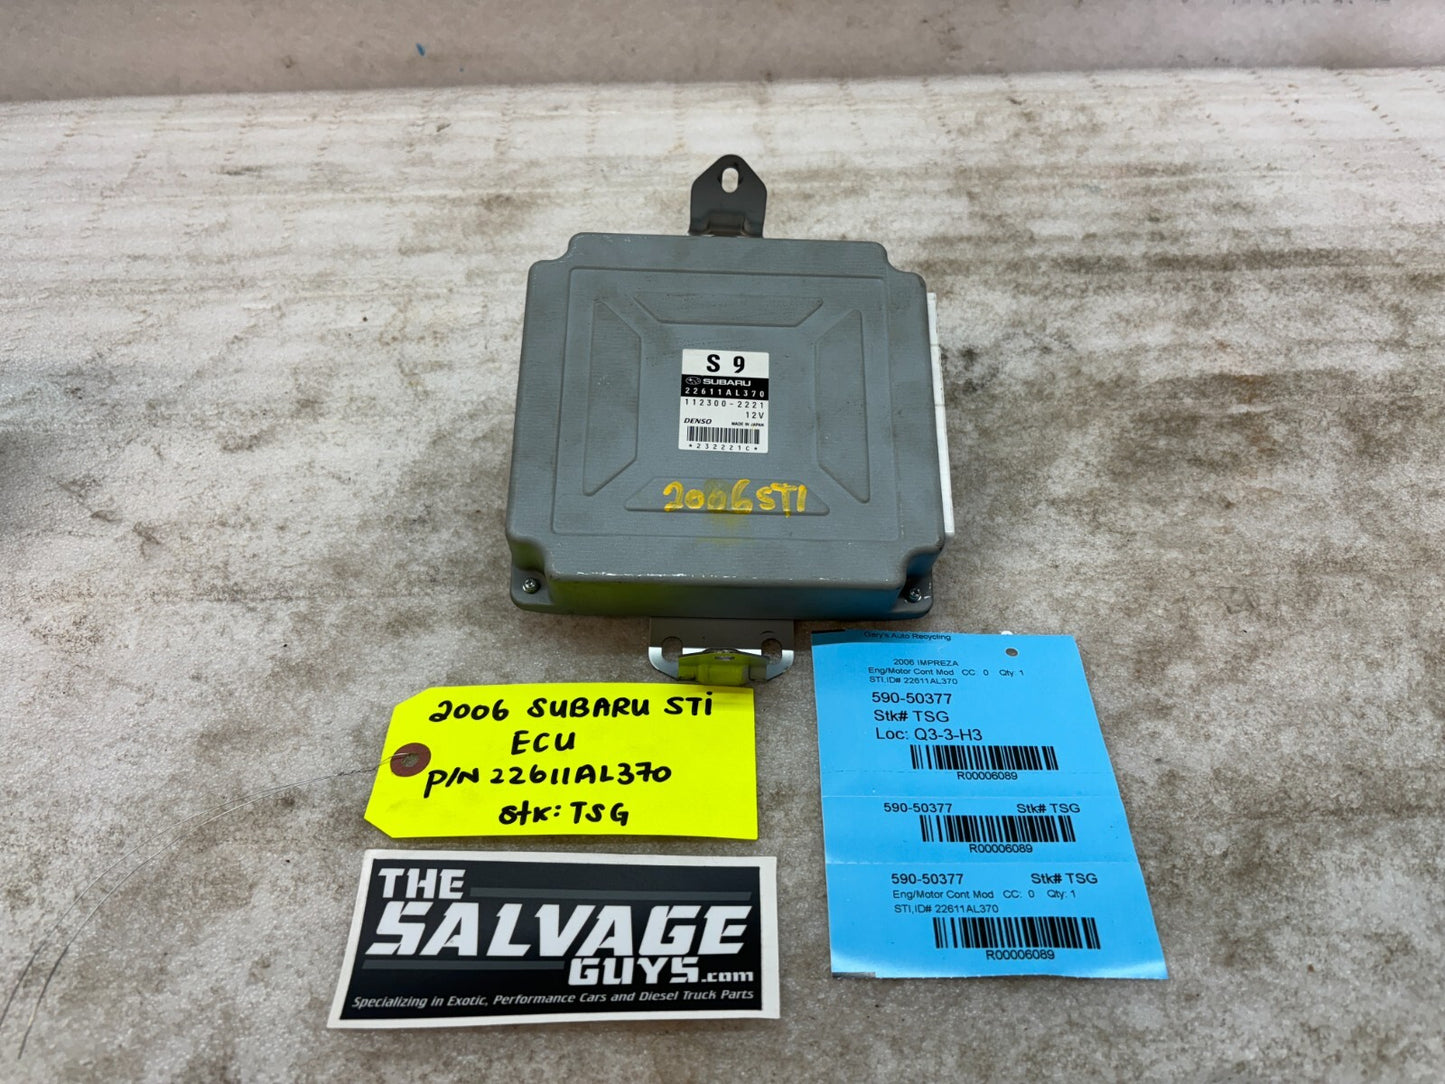 S 9
SUBARU
22611AL370
112300-2221
12V
DENSO MADE IN JAPAN
*232221C*
2006 STI
2006 SUBARU STi
ECU
P/N 22611AL370
Stk: TSG
THE
SALVAGE
GUYS.com
Specializing in Exotic, Performance Cars and Diesel Truck Parts
Gary's Auto Recycling
2006 IMPREZA
Eng/Motor Cont Mod CC: 0 Qty: 1
STI,ID# 22611AL370
590-50377
Stk# TSG
Loc: Q3-3-H3
R00006089
590-50377 Stk# TSG
R00006089
590-50377 Stk# TSG
Eng/Motor Cont Mod CC: 0 Qty: 1
STI,ID# 22611AL370
R00006089